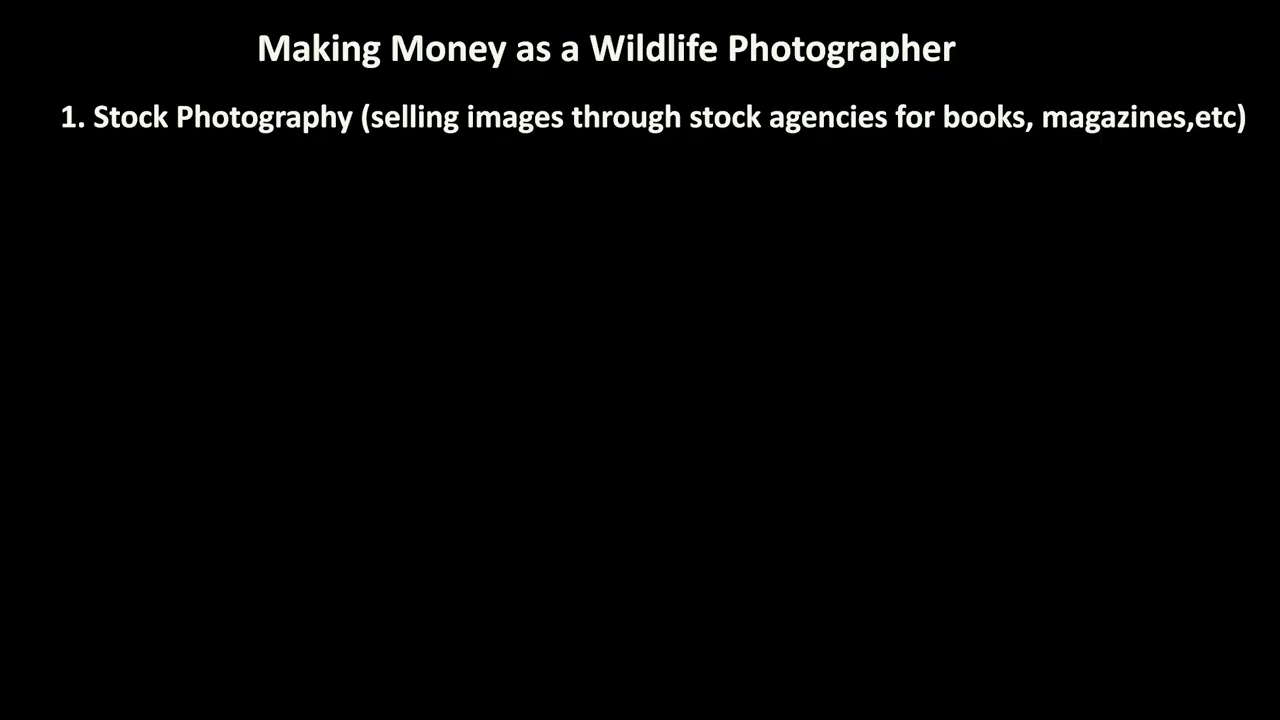 Making Money as a Wildlife Photographer
1. Stock Photography (selling images through stock agencies for books, magazines,etc)